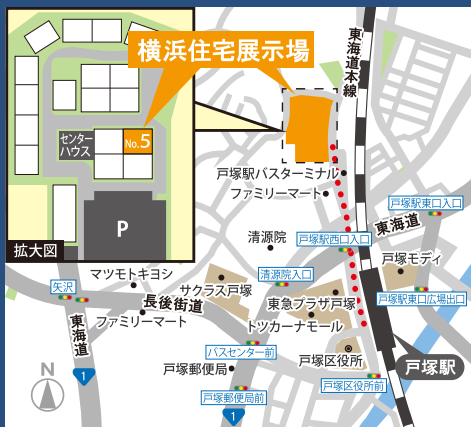 横浜住宅展示場
東海道本線
センター
ハウス
No.5
P
拡大図
戸塚駅バスターミナル
ファミリーマート
戸塚駅東口入口
東海道
清源院
戸塚駅西口入口
戸塚モディ
マツモトキヨシ
清源院入口
矢沢
サクラス戸塚
戸塚駅東口広場出口
長後街道
東急プラザ戸塚
ファミリーマート
トツカーナモール
東海道
バスセンター前
戸塚区役所
戸塚駅
戸塚郵便局
1
N
戸塚区役所前
戸塚郵便局前
1